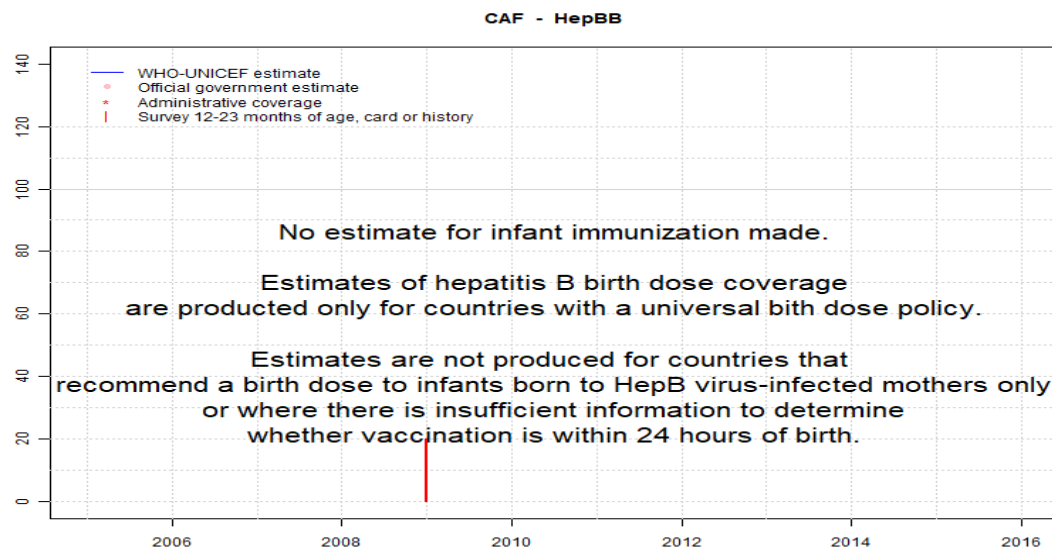 CAF - HepBB
WHO-UNICEF estimate
Official government estimate
Administrative coverage
Survey 12-23 months of age, card or history
140
120
100
80
60
40
20
0
No estimate for infant immunization made.
Estimates of hepatitis B birth dose coverage
are producted only for countries with a universal bith dose policy.
Estimates are not produced for countries that
recommend a birth dose to infants born to HepB virus-infected mothers only
or where there is insufficient information to determine
whether vaccination is within 24 hours of birth.
2006 2008 2010 2012 2014 2016